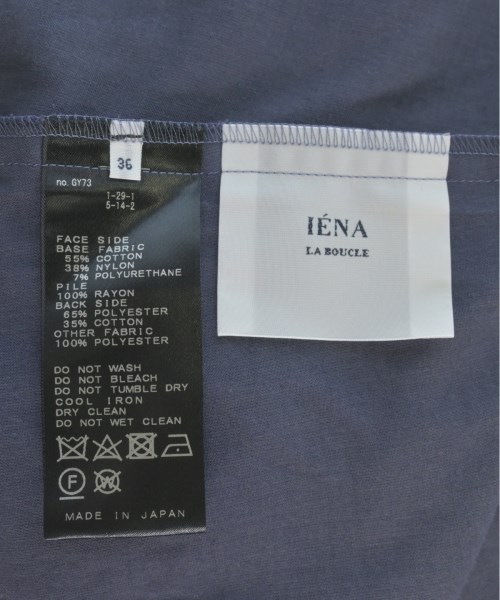 36
no. GY73
1-29-1
5-14-2
FACE SIDE
BASE FABRIC
55% COTTON
38% NYLON
7% POLYURETHANE
PILE
100% RAYON
BACK SIDE
65% POLYESTER
35% COTTON
OTHER FABRIC
100% POLYESTER
DO NOT WASH
DO NOT BLEACH
DO NOT TUMBLE DRY
COOL IRON
DRY CLEAN
DO NOT WET CLEAN
F W
MADE IN JAPAN
IÉNA
LA BOUCLE